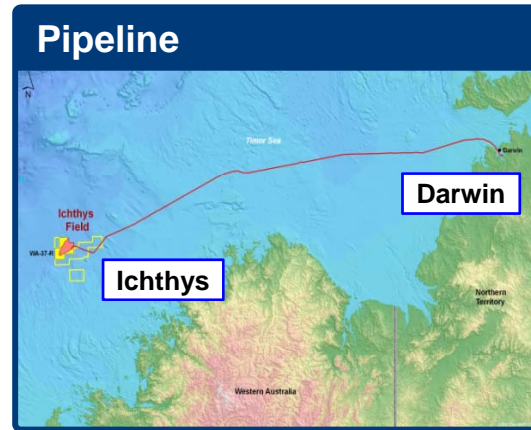 Pipeline
N
Timor Sea
Darwin
Darwin
Ichthys
Field
WA-37-R
Ichthys
Northern
Territory
Western Australia